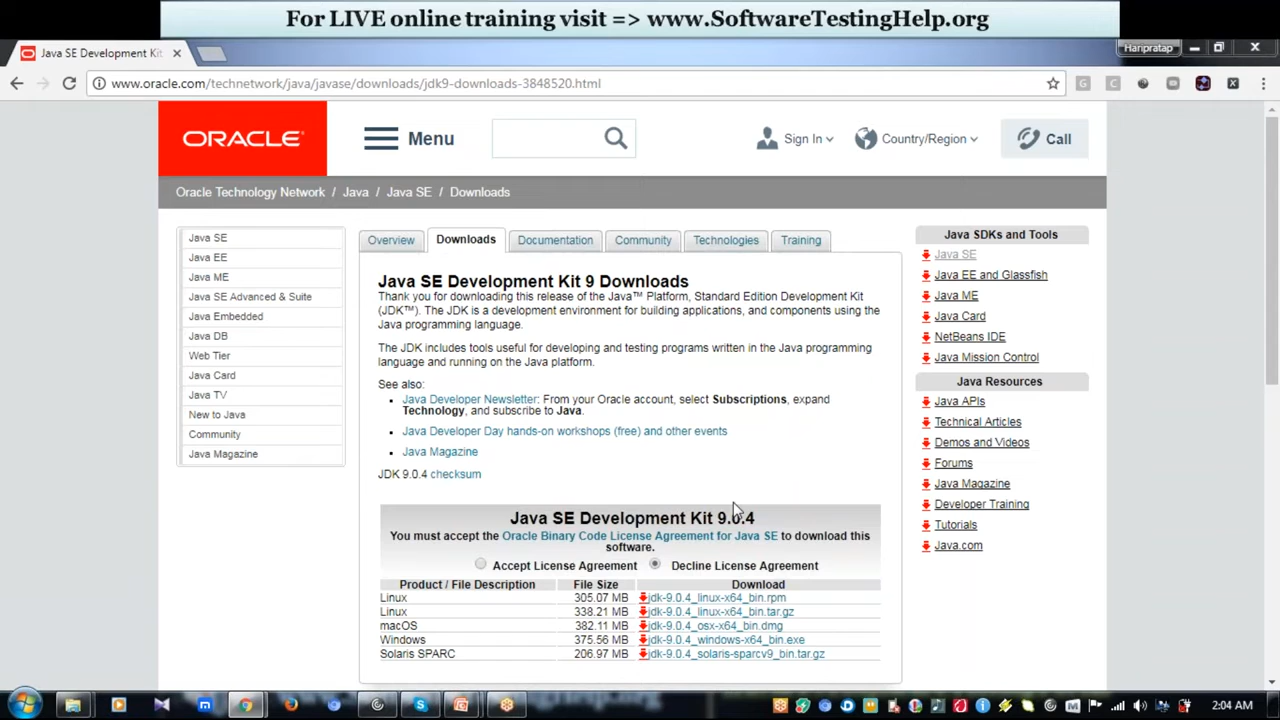 For LIVE online training visit => www.SoftwareTestingHelp.org
Java SE Development Kit
Haripratap
www.oracle.com/technetwork/java/javase/downloads/jdk9-downloads-3848520.html
ORACLE
Menu
Sign In
Country/Region
Call
Oracle Technology Network / Java / Java SE / Downloads
Java SE
Java EE
Java ME
Java SE Advanced & Suite
Java Embedded
Java DB
Web Tier
Java Card
Java TV
New to Java
Community
Java Magazine
Overview
Downloads
Documentation
Community
Technologies
Training
Java SE Development Kit 9 Downloads
Thank you for downloading this release of the Java™ Platform, Standard Edition Development Kit
(JDK™). The JDK is a development environment for building applications, and components using the
Java programming language.
The JDK includes tools useful for developing and testing programs written in the Java programming
language and running on the Java platform.
See also:
Java Developer Newsletter: From your Oracle account, select Subscriptions, expand
Technology, and subscribe to Java.
Java Developer Day hands-on workshops (free) and other events
Java Magazine
JDK 9.0.4 checksum
Java SE Development Kit 9.0.4
You must accept the Oracle Binary Code License Agreement for Java SE to download this
software.
Accept License Agreement Decline License Agreement
Product / File Description File Size Download
Linux 305.07 MB jdk-9.0.4_linux-x64_bin.rpm
Linux 338.21 MB jdk-9.0.4_linux-x64_bin.tar.gz
macOS 382.11 MB jdk-9.0.4_osx-x64_bin.dmg
Windows 375.56 MB jdk-9.0.4_windows-x64_bin.exe
Solaris SPARC 206.97 MB jdk-9.0.4_solaris-sparcv9_bin.tar.gz
Java SDKs and Tools
Java SE
Java EE and Glassfish
Java ME
Java Card
NetBeans IDE
Java Mission Control
Java Resources
Java APIs
Technical Articles
Demos and Videos
Forums
Java Magazine
Developer Training
Tutorials
Java.com
2:04 AM